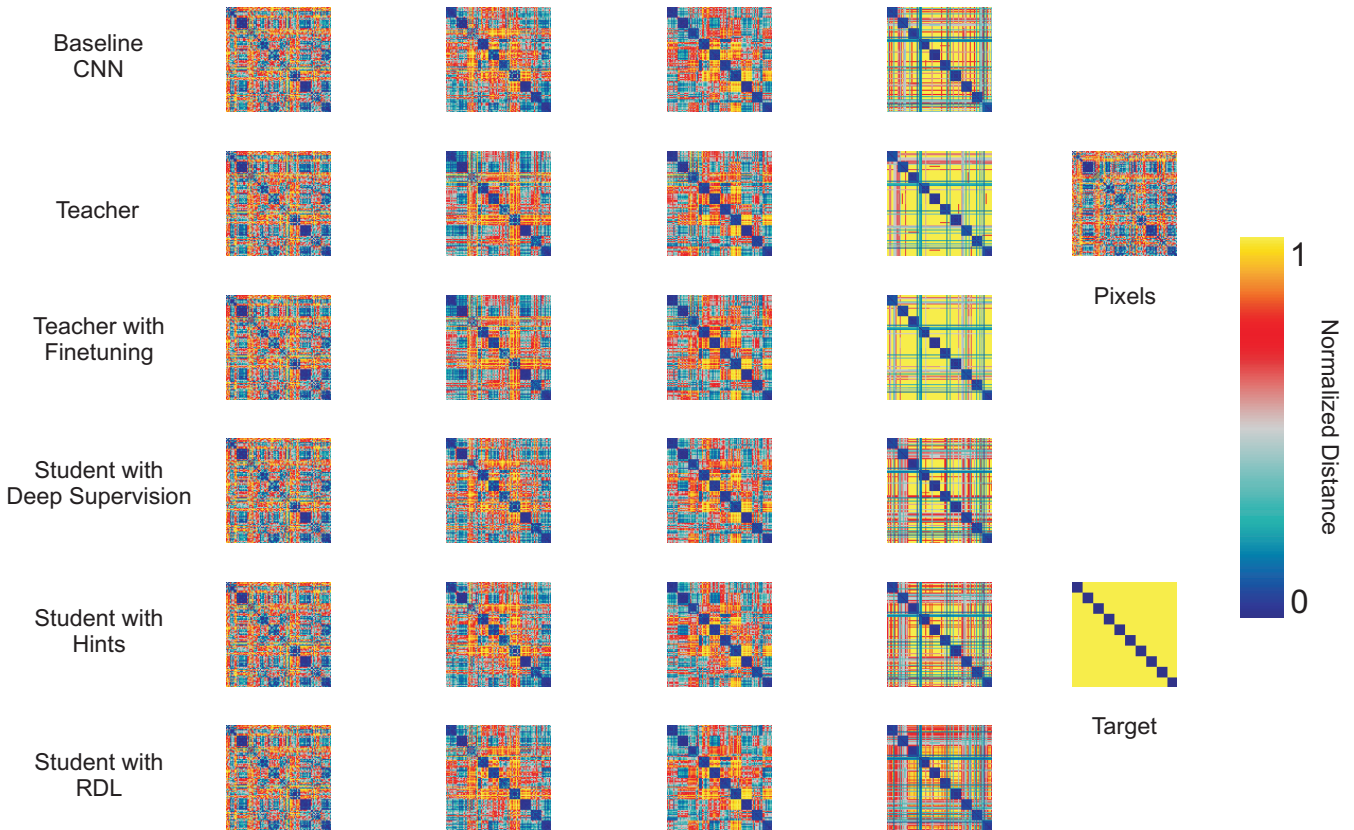 Baseline
CNN
Teacher
Pixels
Teacher with
Finetuning
Student with
Deep Supervision
Student with
Hints
Target
Student with
RDL
1
Normalized Distance
0